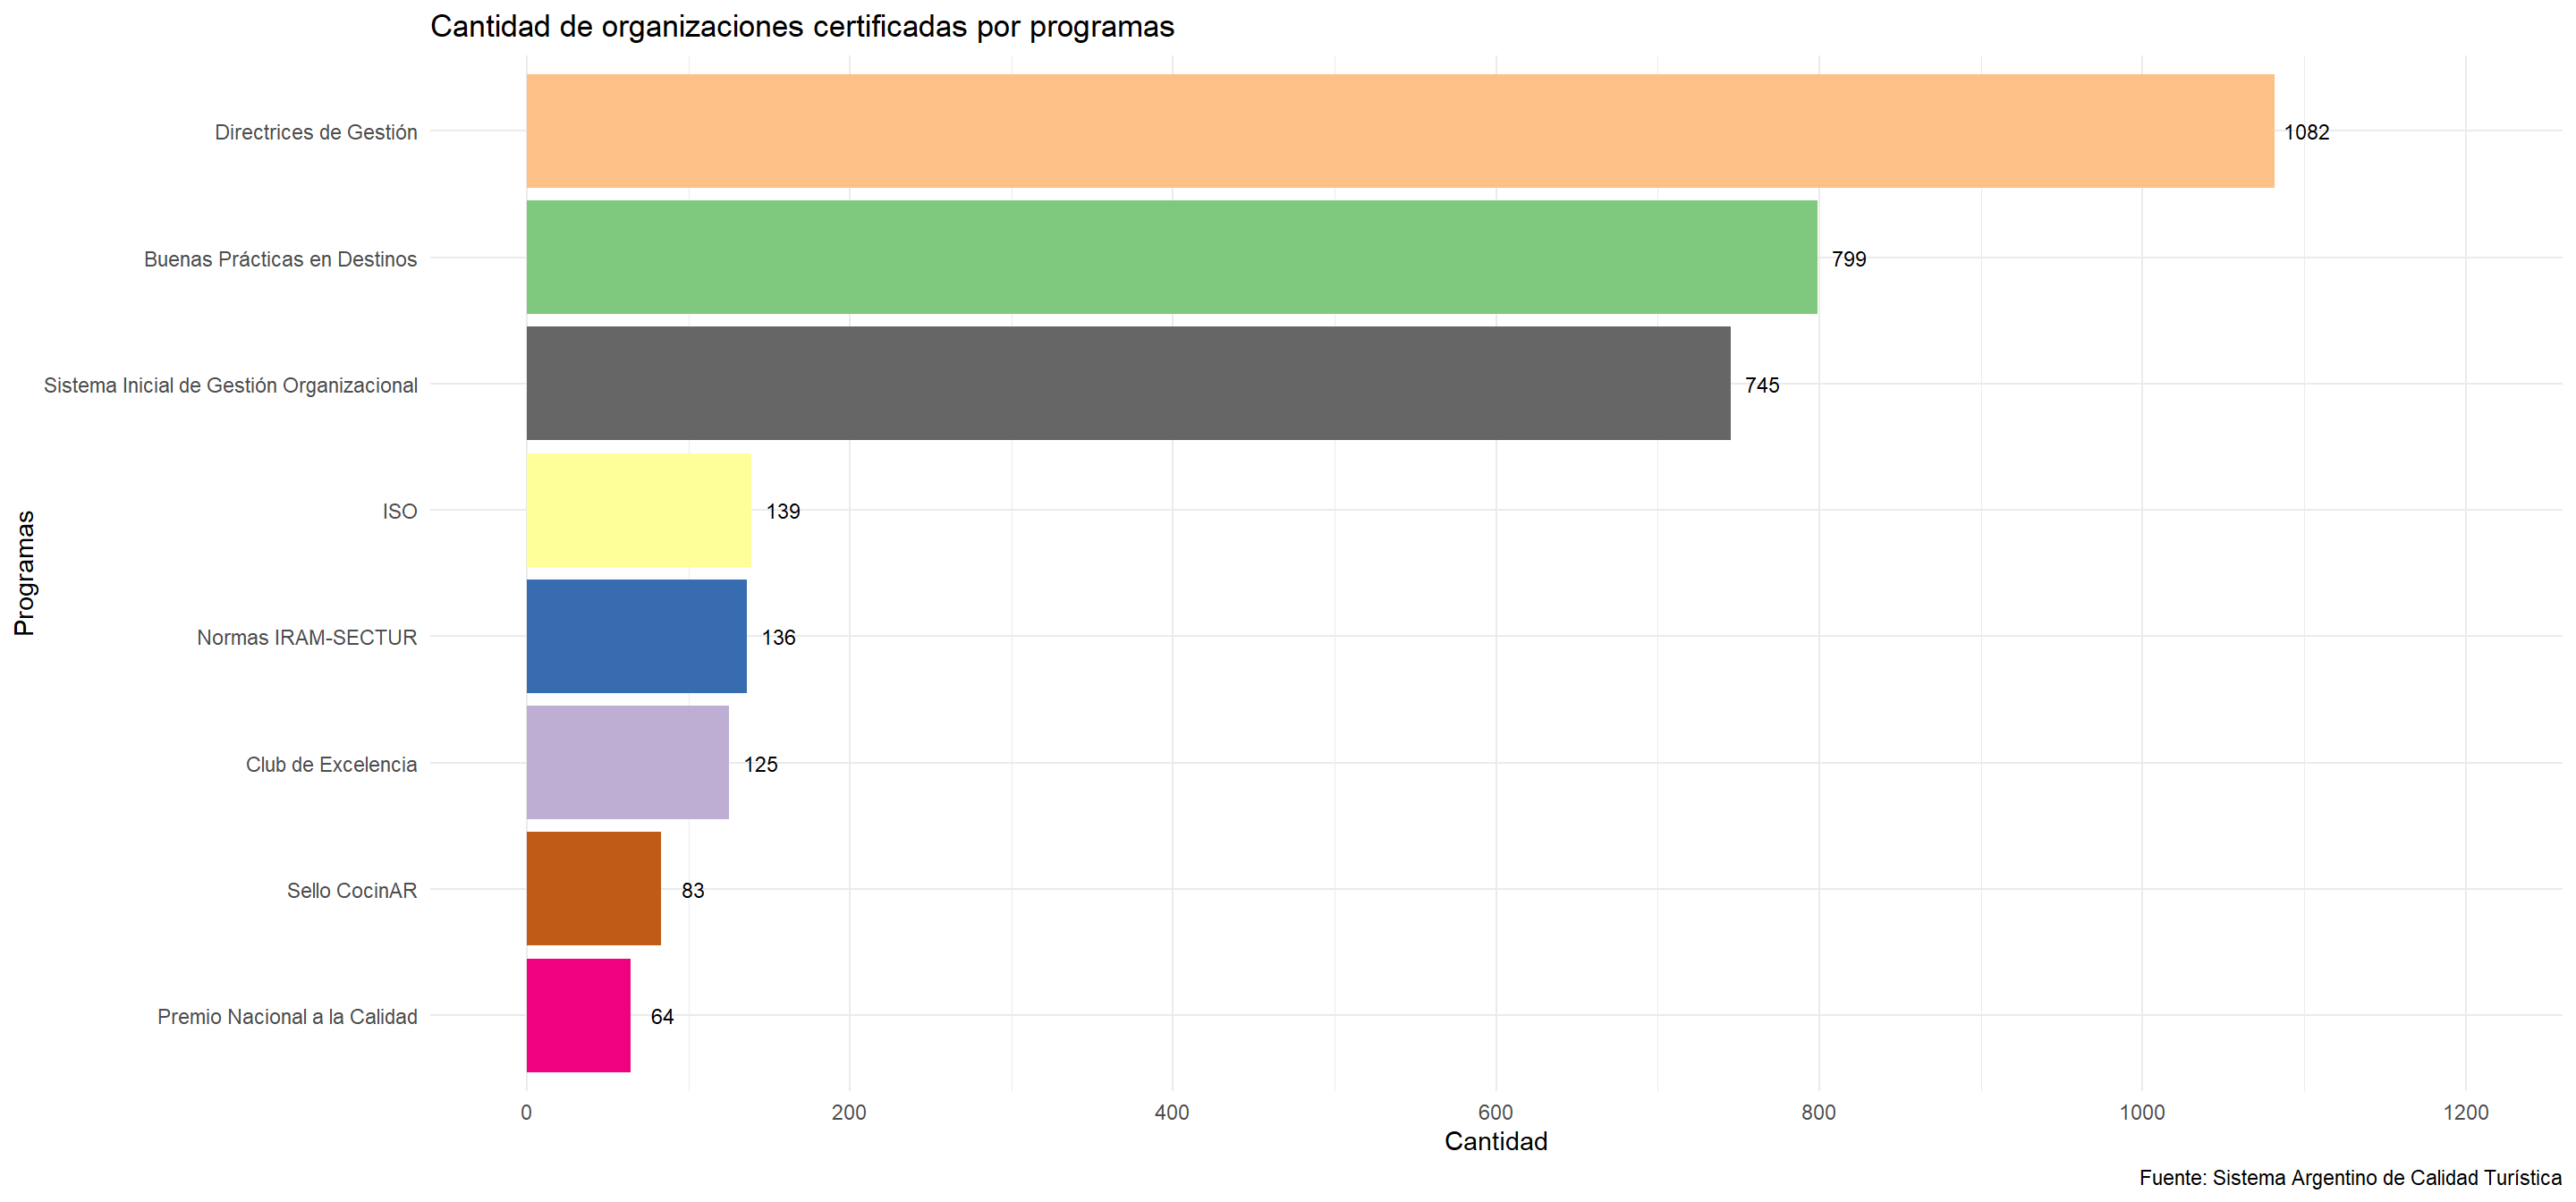 Cantidad de organizaciones certificadas por programas
Programas
Directrices de Gestión
1082
Buenas Prácticas en Destinos
799
Sistema Inicial de Gestión Organizacional
745
ISO
139
Normas IRAM-SECTUR
136
Club de Excelencia
125
Sello CocinAR
83
Premio Nacional a la Calidad
64
0 200 400 600 800 1000 1200
Cantidad
Fuente: Sistema Argentino de Calidad Turística